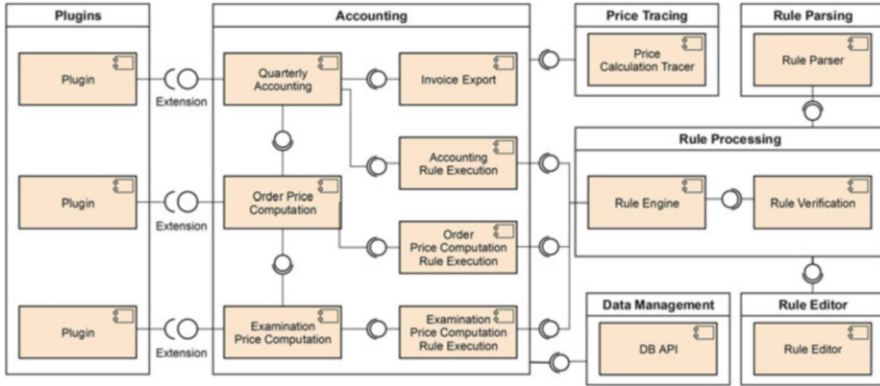 Plugins
Accounting
Price Tracing
Rule Parsing
Plugin
Extension
Quarterly
Accounting
Invoice Export
Price
Calculation Tracer
Rule Parser
Accounting
Rule Execution
Rule Processing
Plugin
Extension
Order Price
Computation
Rule Engine
Rule Verification
Order
Price Computation
Rule Execution
Plugin
Extension
Examination
Price Computation
Examination
Price Computation
Rule Execution
Data Management
DB API
Rule Editor
Rule Editor